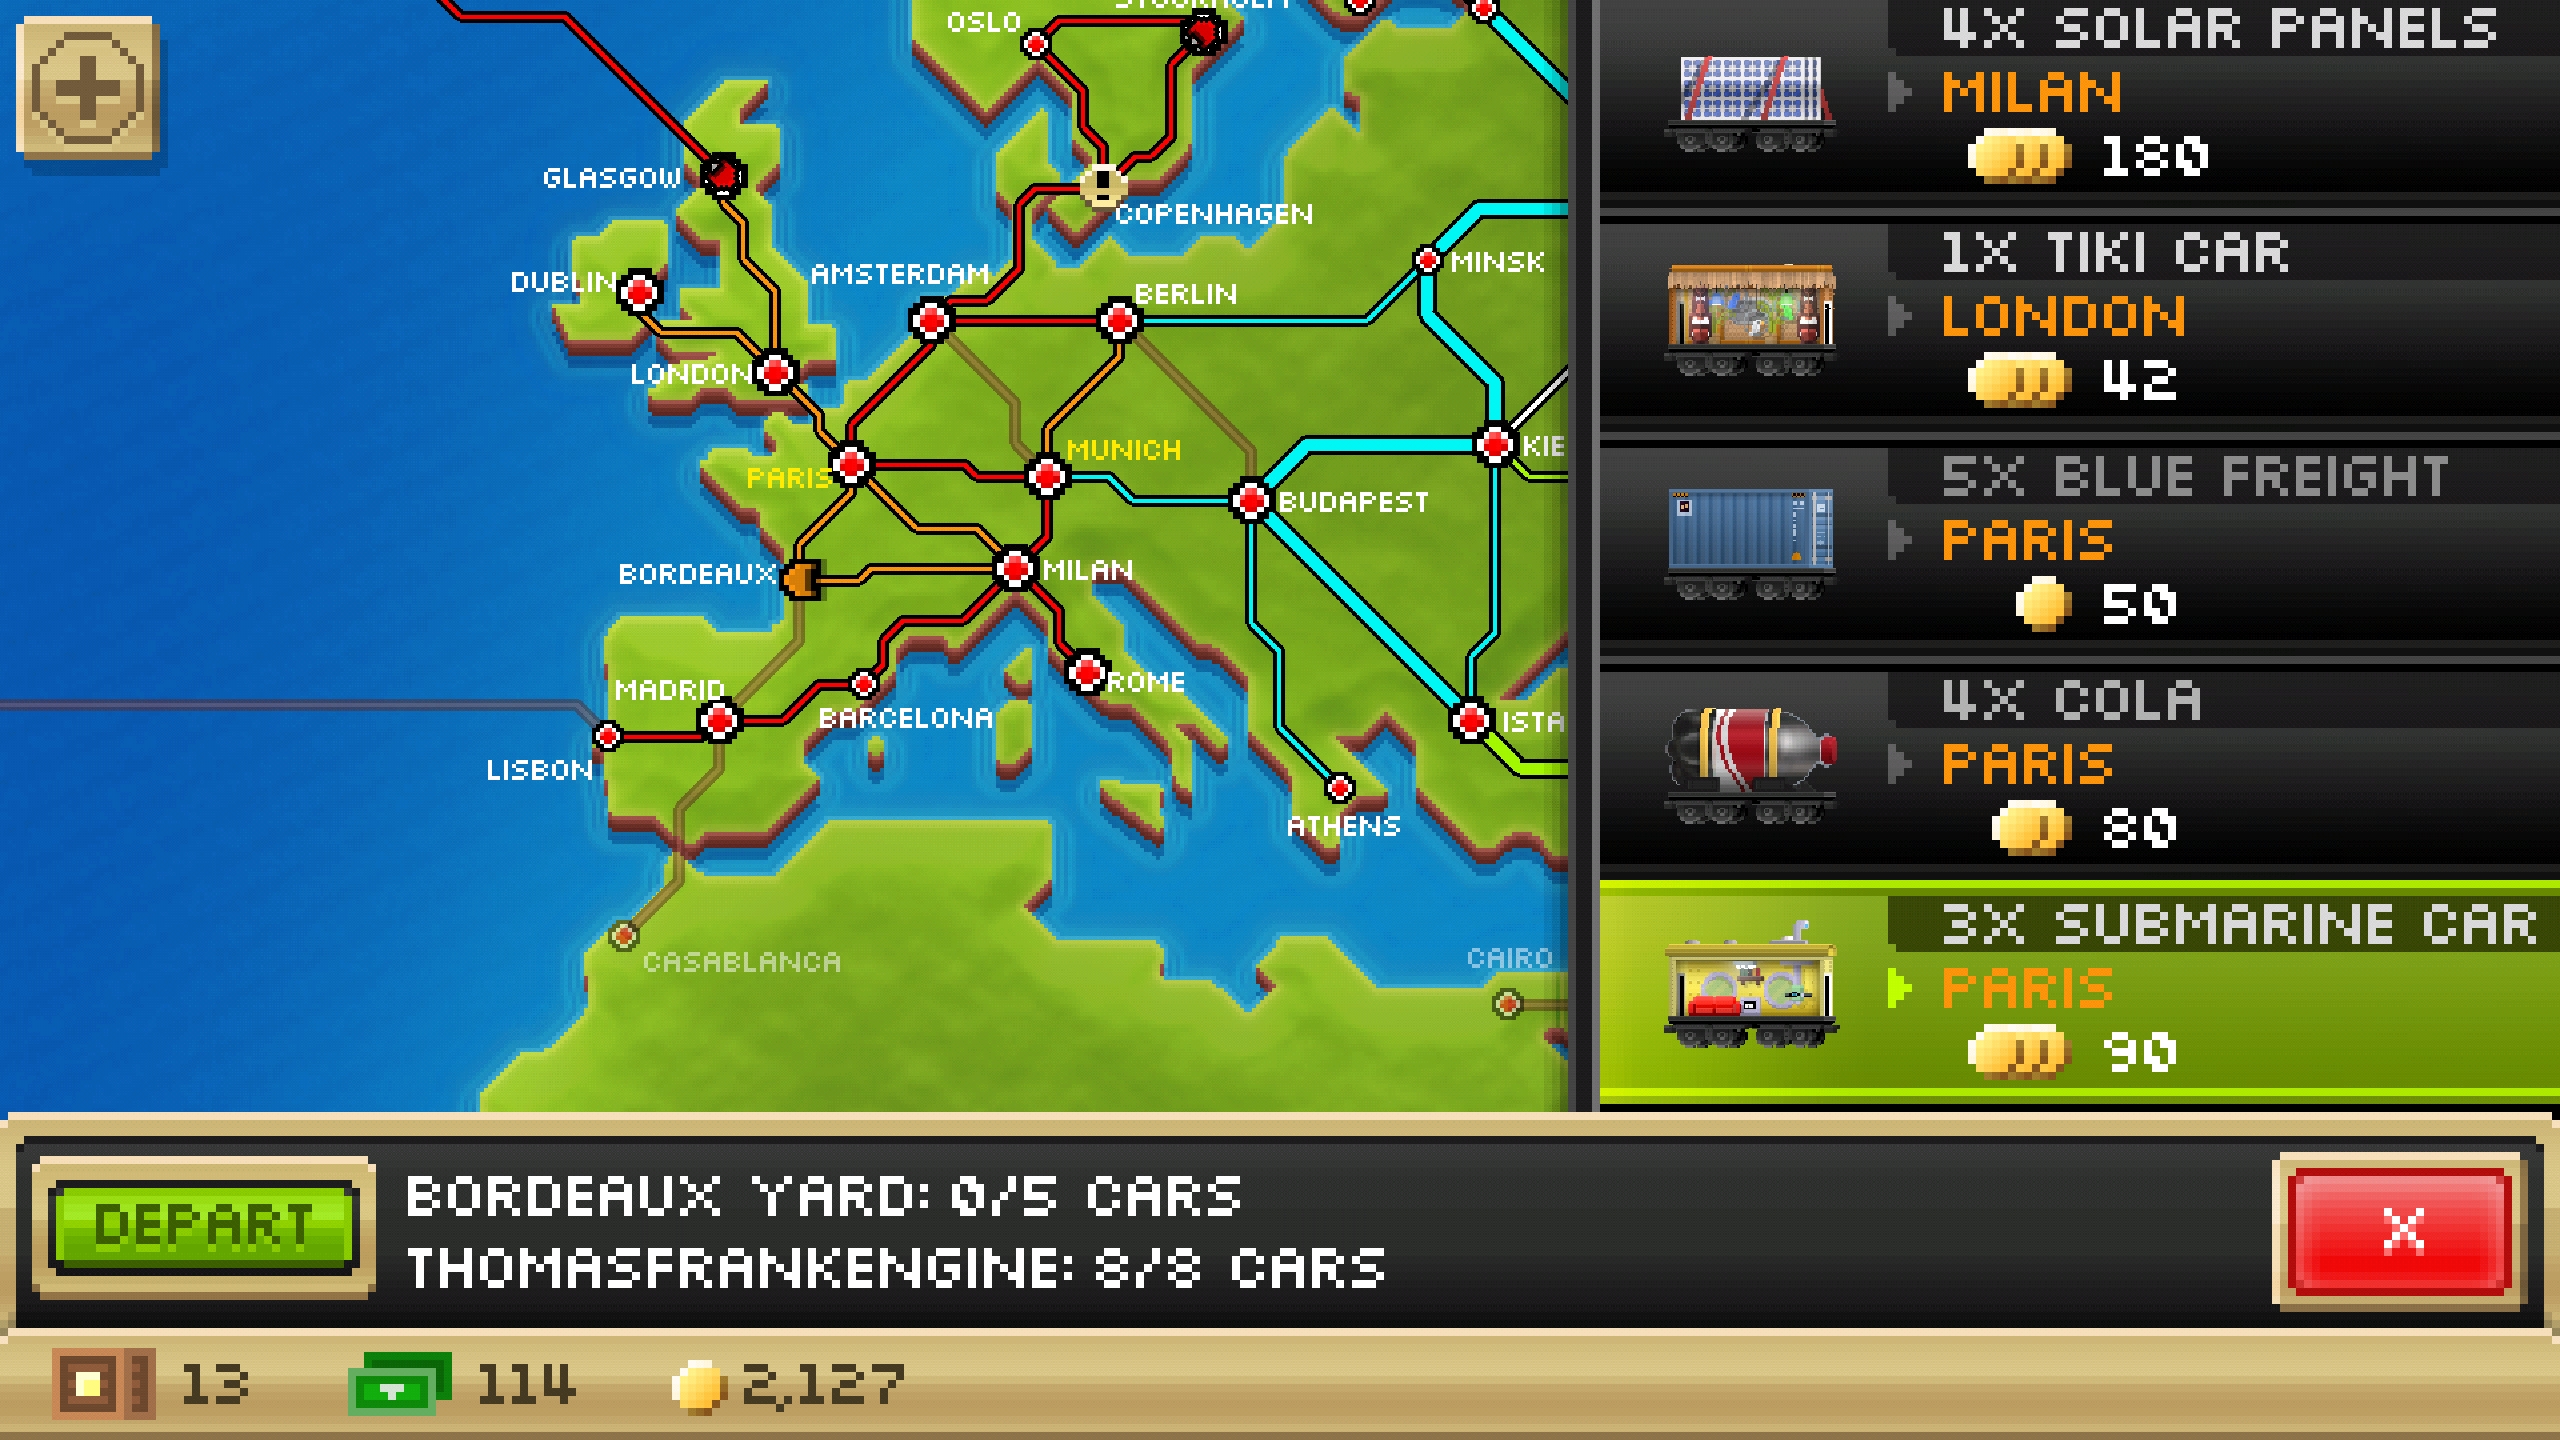 OSLO
GLASGOW
COPENHAGEN
DUBLIN
AMSTERDAM
BERLIN
MINSK
LONDON
PARIS
MUNICH
BUDAPEST
BORDEAUX
MILAN
MADRID
ROME
BARCELONA
LISBON
ATHENS
CASABLANCA
CAIRO
KIE
ISTA
4X SOLAR PANELS
MILAN
180
1X TIKI CAR
LONDON
42
5X BLUE FREIGHT
PARIS
50
4X COLA
PARIS
80
3X SUBMARINE CAR
PARIS
90
DEPART
BORDEAUX YARD: 0/5 CARS
THOMASFRANKENGINE: 8/8 CARS
X
13
114
2,127